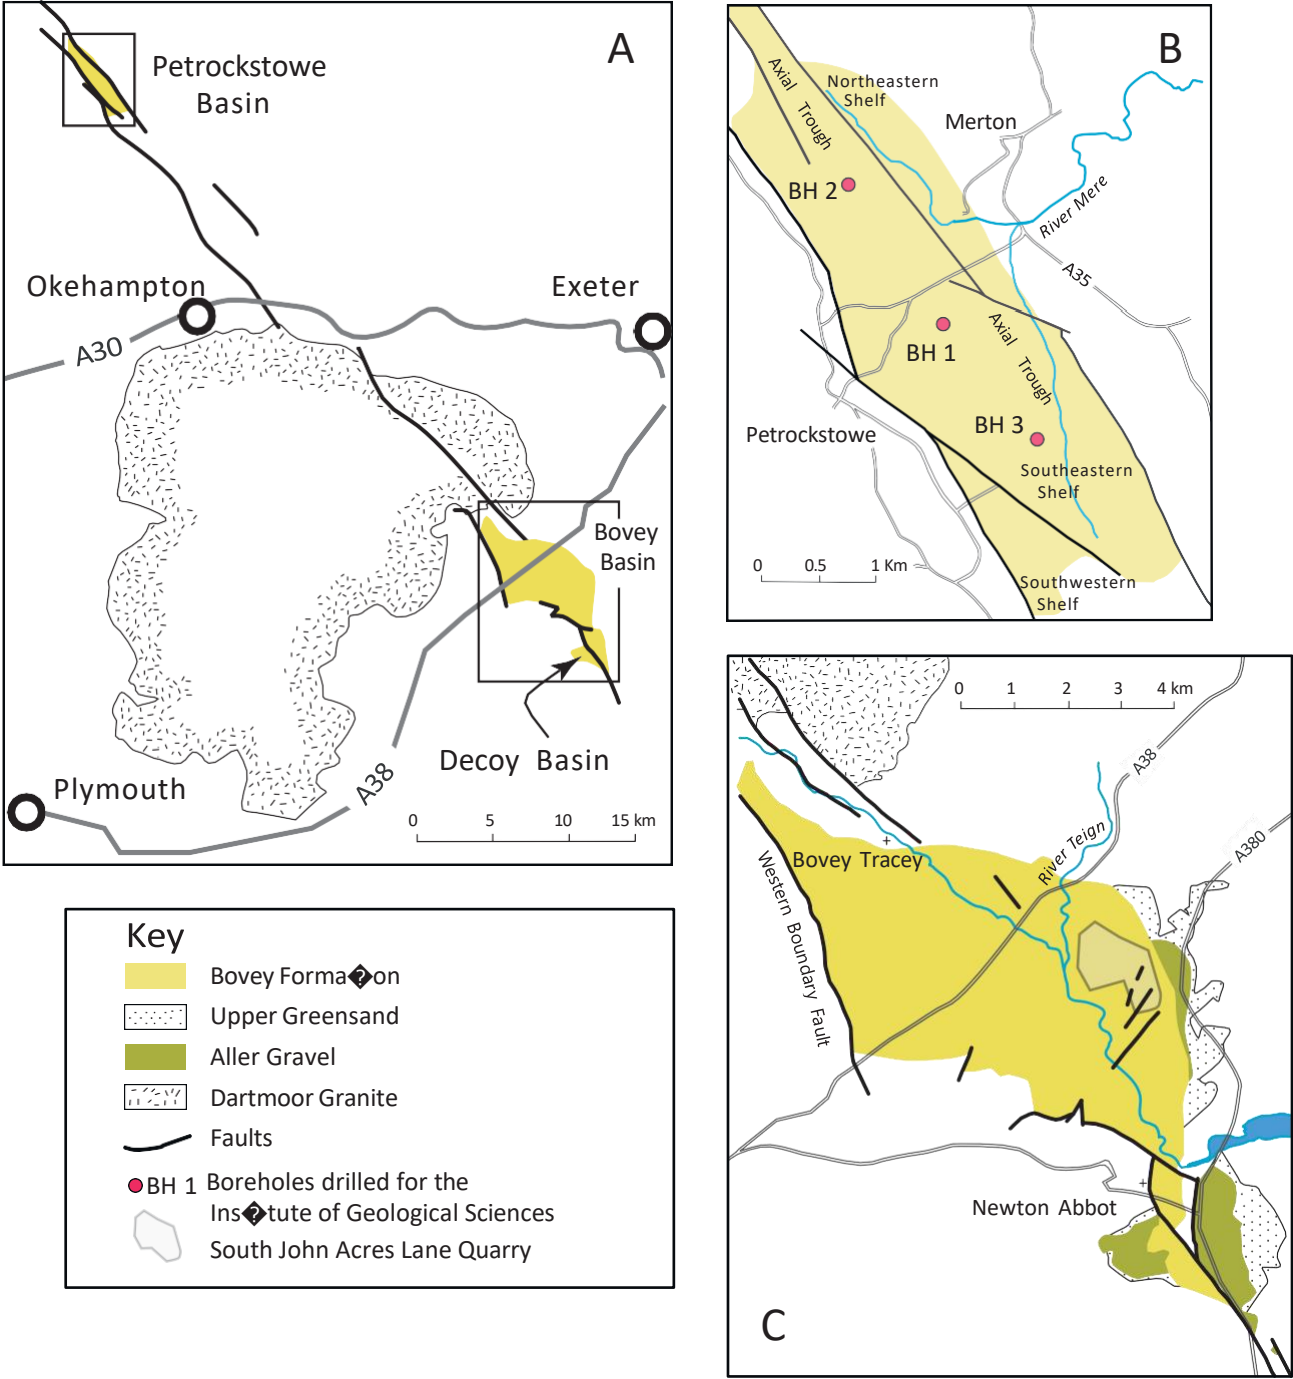 A
Petrockstowe
Basin
Okehampton
Exeter
A30
Bovey
Basin
Decoy Basin
A38
Plymouth
0 5 10 15 km
B
Axial Trough
Northeastern
Shelf
Merton
BH 2
River Mere
A35
BH 1
Axial Trough
BH 3
Petrockstowe
Southeastern
Shelf
0 0.5 1 Km
Southwestern
Shelf
0 1 2 3 4 km
A38
River Teign
A380
Bovey Tracey
Western Boundary Fault
Newton Abbot
C
Key
Bovey Forma�on
Upper Greensand
Aller Gravel
Dartmoor Granite
Faults
BH 1 Boreholes drilled for the
Ins�tute of Geological Sciences
South John Acres Lane Quarry